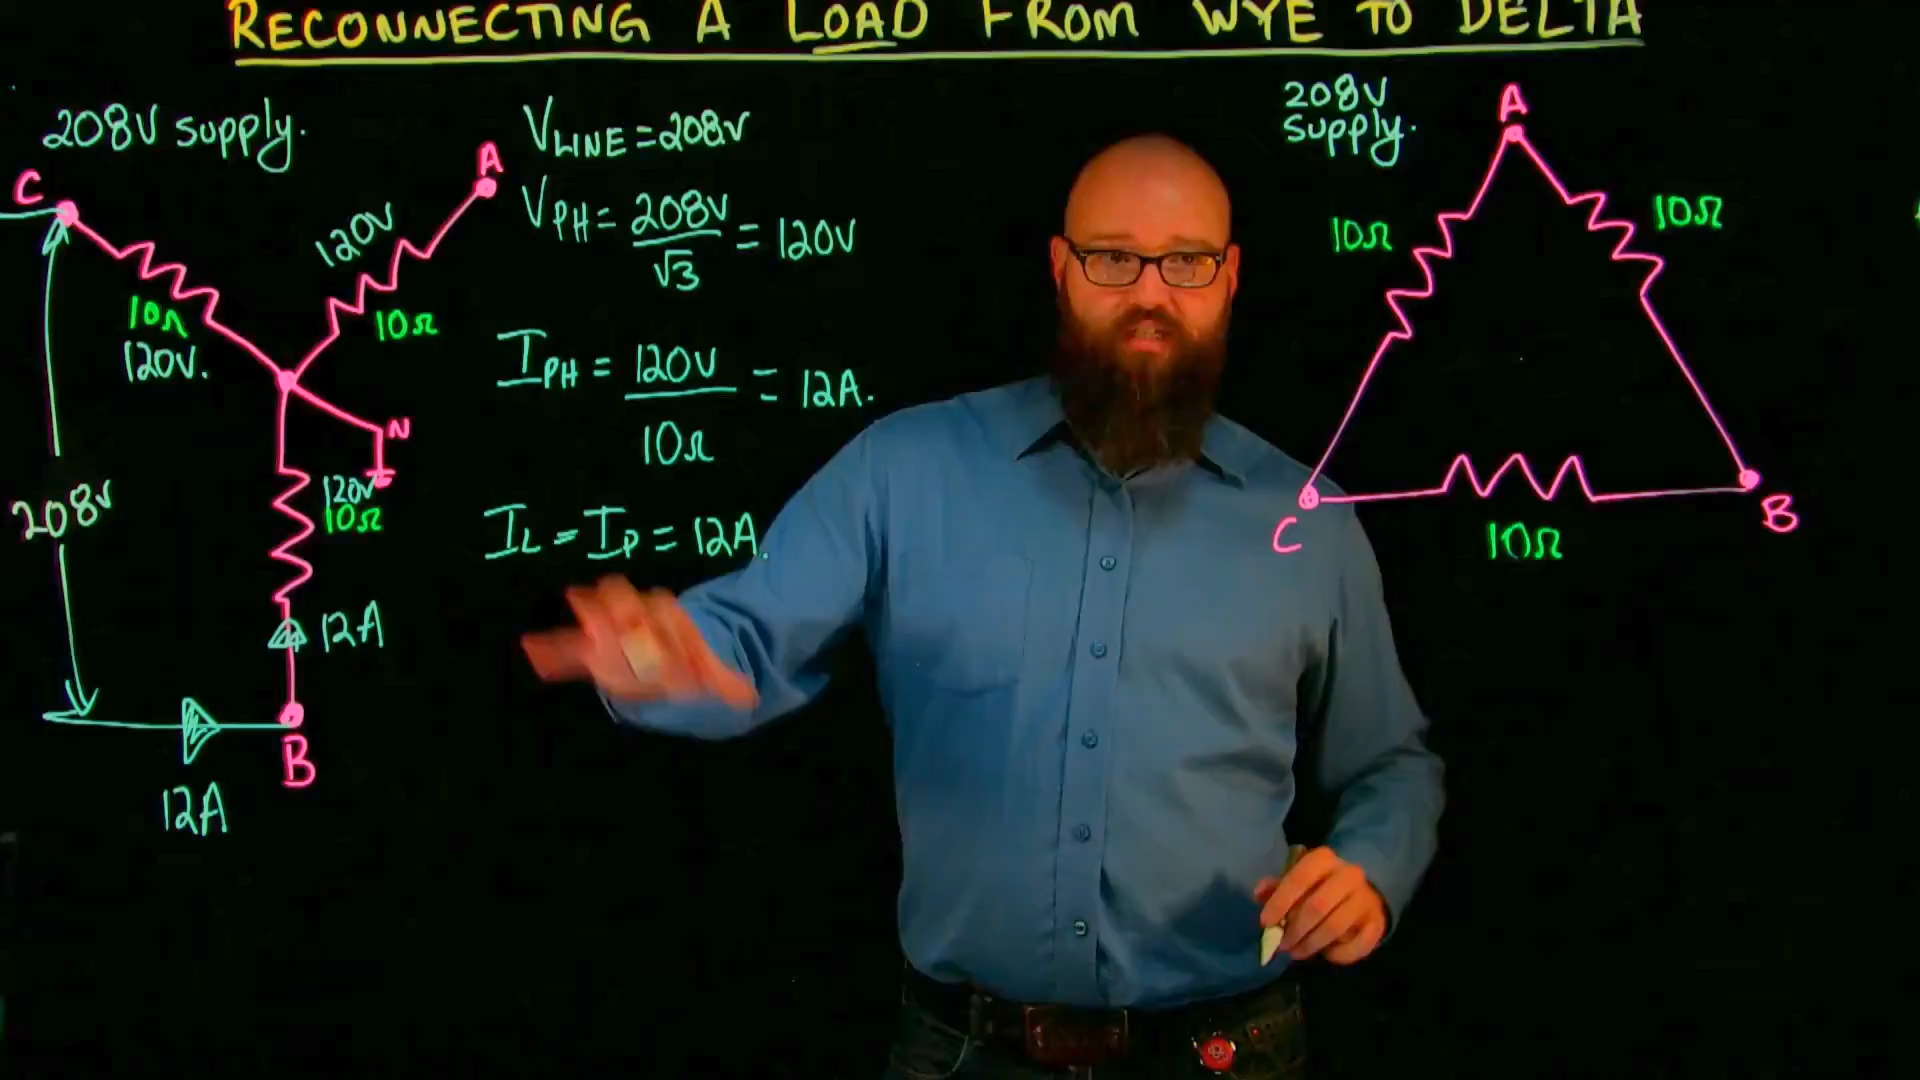 RECONNECTING A LOAD FROM WYE TO DELTA
208V supply.
C
A
120V
10Ω
120V.
10Ω
N
120V
10Ω
208V
12A
B
12A
VLINE = 208V
VPH = 208V / √3 = 120V
IPH = 120V / 10Ω = 12A.
IL = IP = 12A.
208V
supply.
A
10Ω
10Ω
C
B
10Ω